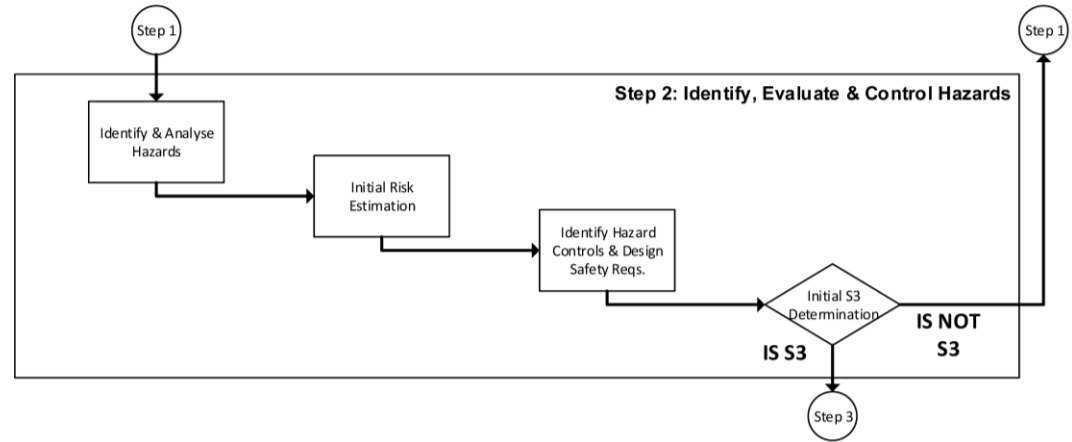 Step 1
Step 1
Step 2: Identify, Evaluate & Control Hazards
Identify & Analyse
Hazards
Initial Risk
Estimation
Identify Hazard
Controls & Design
Safety Reqs.
Initial S3
Determination
IS NOT
S3
IS S3
Step 3